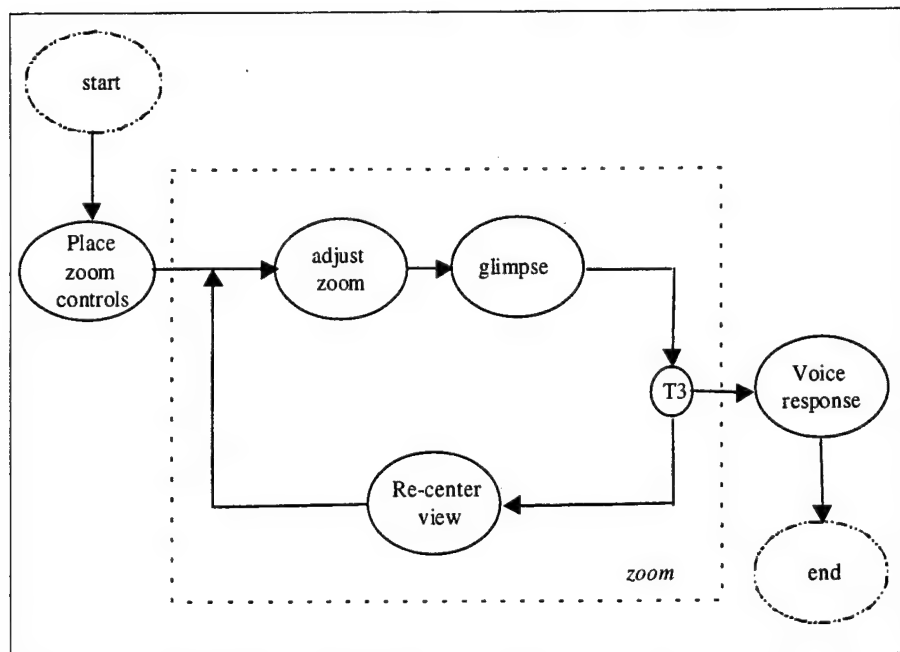 start
Place
zoom
controls
adjust
zoom
glimpse
T3
Voice
response
Re-center
view
zoom
end